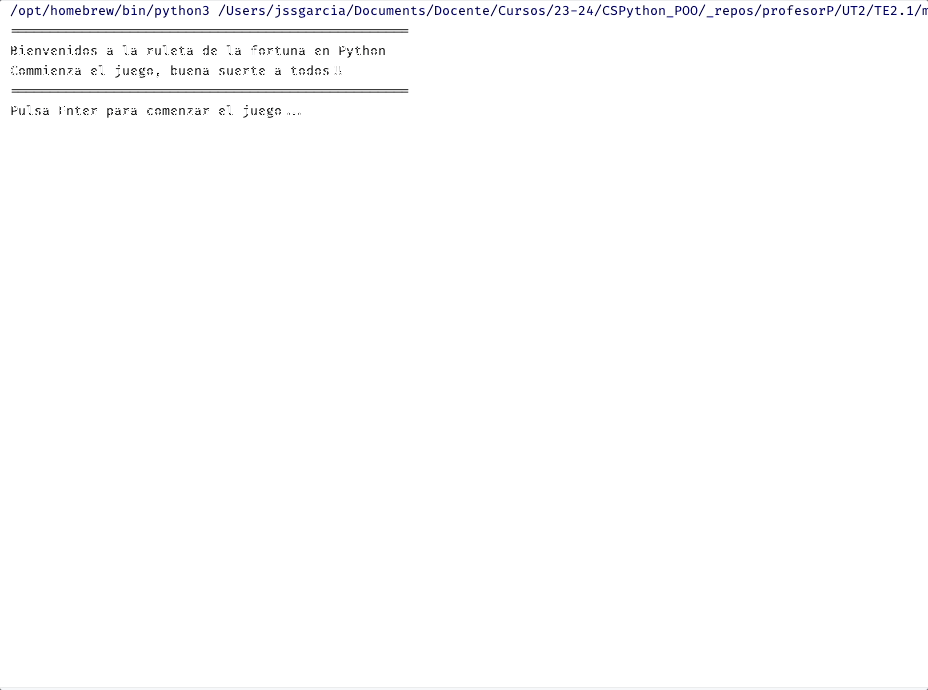 /opt/homebrew/bin/python3 /Users/jssgarcia/Documents/Docente/Cursos/23-24/CSPython_POO/_repos/profesorP/UT2/TE2.1/m
==================================================
Bienvenidos a la ruleta de la fortuna en Python
Commienza el juego, buena suerte a todos!!
==================================================
Pulsa Enter para comenzar el juego...